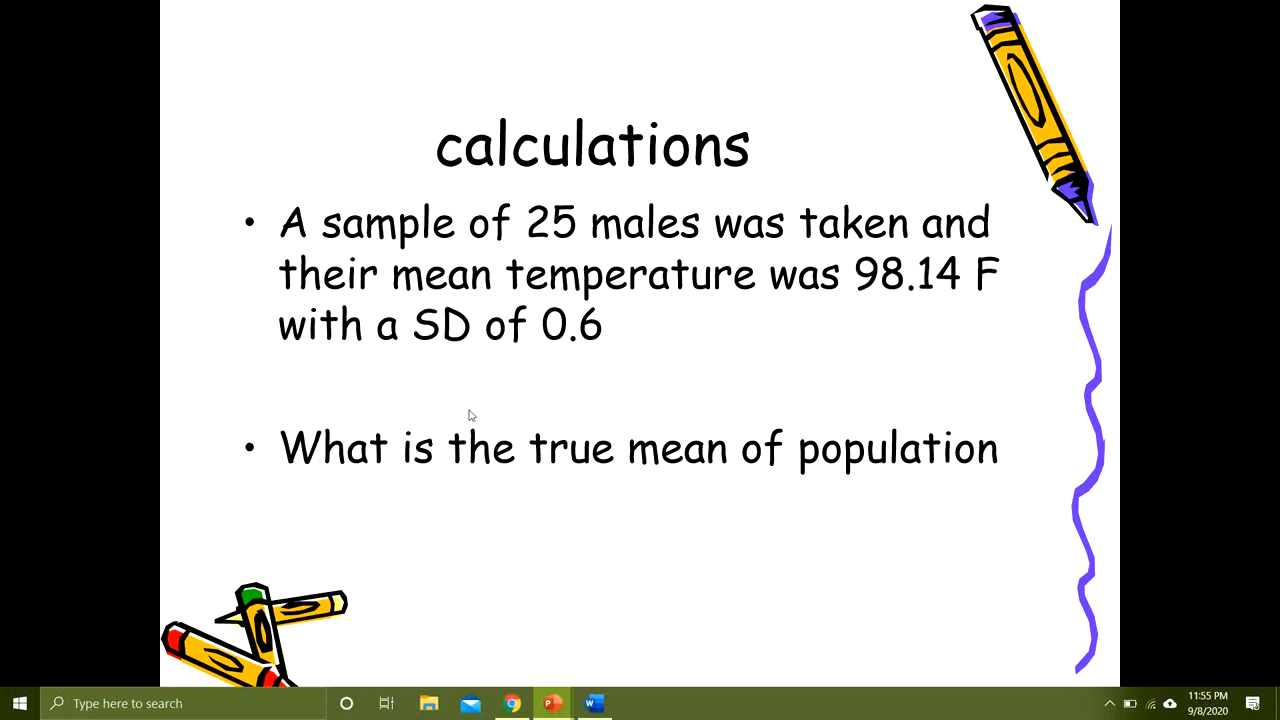 calculations
• A sample of 25 males was taken and
their mean temperature was 98.14 F
with a SD of 0.6
• What is the true mean of population
Type here to search
11:55 PM
9/8/2020